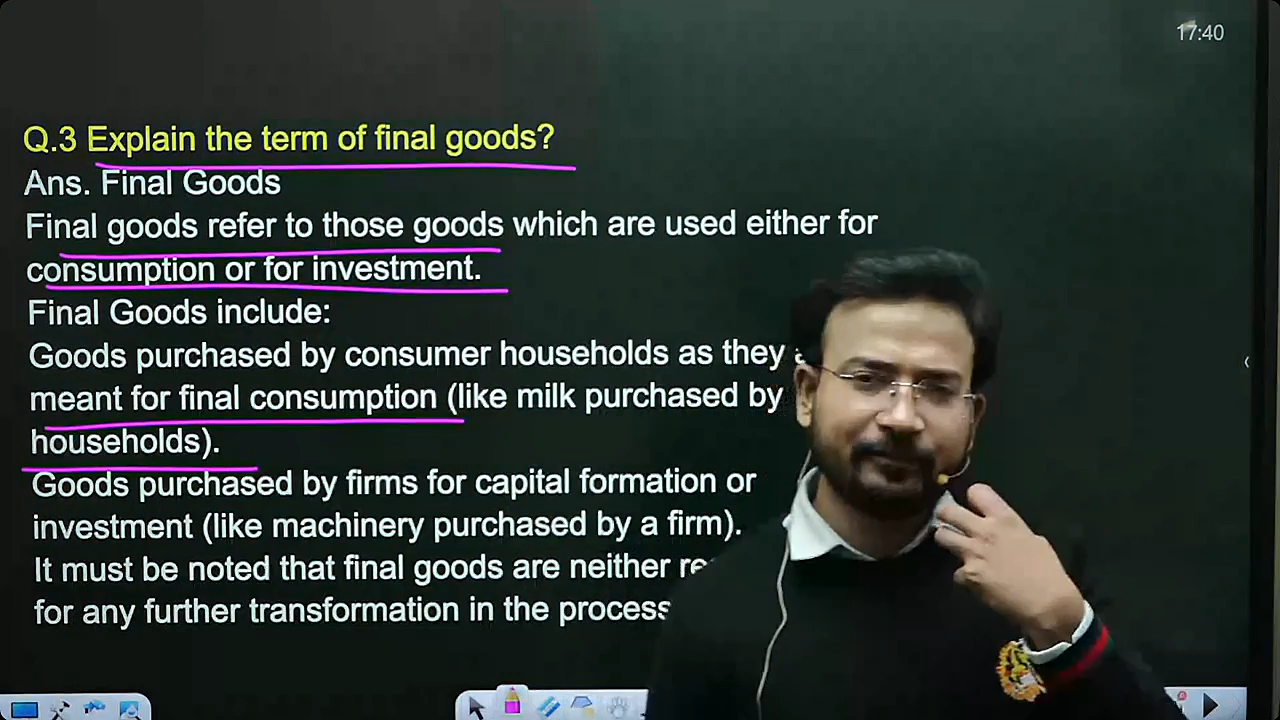 17:40
Q.3 Explain the term of final goods?
Ans. Final Goods
Final goods refer to those goods which are used either for
consumption or for investment.
Final Goods include:
Goods purchased by consumer households as they
meant for final consumption (like milk purchased by
households).
Goods purchased by firms for capital formation or
investment (like machinery purchased by a firm).
It must be noted that final goods are neither
for any further transformation in the process